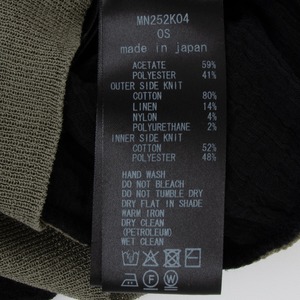 MN252K04
OS
made in japan
ACETATE 59%
POLYESTER 41%
OUTER SIDE KNIT
COTTON 80%
LINEN 14%
NYLON 4%
POLYURETHANE 2%
INNER SIDE KNIT
COTTON 52%
POLYESTER 48%
HAND WASH
DO NOT BLEACH
DO NOT TUMBLE DRY
DRY FLAT IN SHADE
WARM IRON
DRY CLEAN
(PETROLEUM)
WET CLEAN
F W